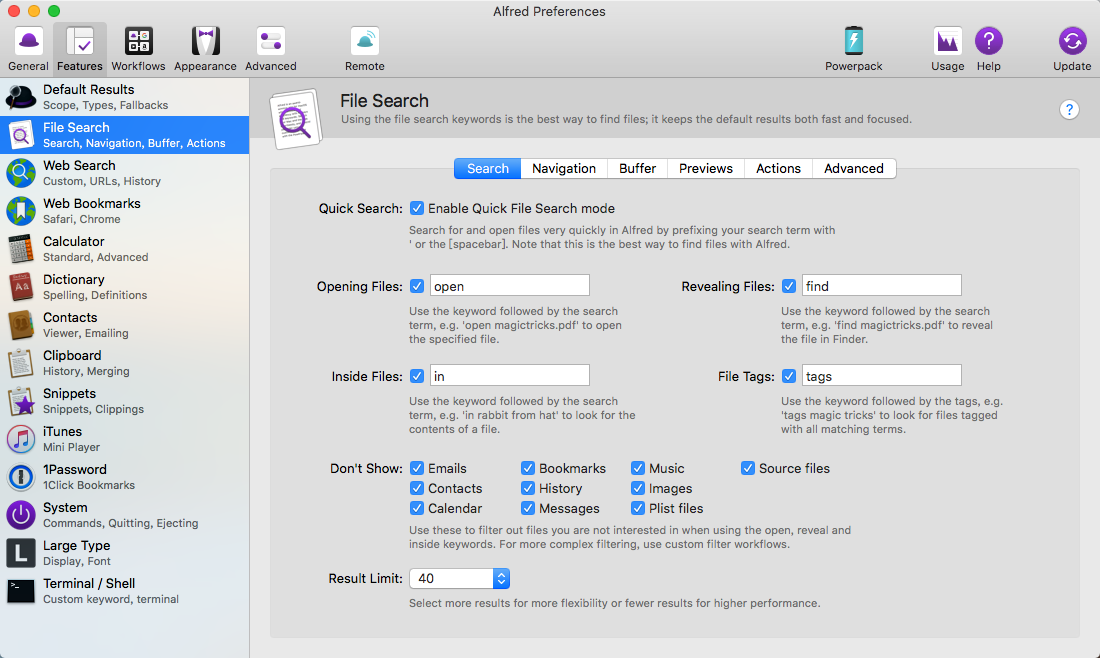 Alfred Preferences
General
Features
Workflows
Appearance
Advanced
Remote
Powerpack
Usage
Help
Update
Default Results
Scope, Types, Fallbacks
File Search
Search, Navigation, Buffer, Actions
Web Search
Custom, URLs, History
Web Bookmarks
Safari, Chrome
Calculator
Standard, Advanced
Dictionary
Spelling, Definitions
Contacts
Viewer, Emailing
Clipboard
History, Merging
Snippets
Snippets, Clippings
iTunes
Mini Player
1Password
1Click Bookmarks
System
Commands, Quitting, Ejecting
Large Type
Display, Font
Terminal / Shell
Custom keyword, terminal
File Search
Using the file search keywords is the best way to find files; it keeps the default results both fast and focused.
?
Search Navigation Buffer Previews Actions Advanced
Quick Search: Enable Quick File Search mode
Search for and open files very quickly in Alfred by prefixing your search term with
' or the [spacebar]. Note that this is the best way to find files with Alfred.
Opening Files: open
Use the keyword followed by the search
term, e.g. 'open magictricks.pdf' to open
the specified file.
Revealing Files: find
Use the keyword followed by the search
term, e.g. 'find magictricks.pdf' to reveal
the file in Finder.
Inside Files: in
Use the keyword followed by the search
term, e.g. 'in rabbit from hat' to look for the
contents of a file.
File Tags: tags
Use the keyword followed by the tags, e.g.
'tags magic tricks' to look for files tagged
with all matching terms.
Don't Show: Emails Bookmarks Music Source files
Contacts History Images
Calendar Messages Plist files
Use these to filter out files you are not interested in when using the open, reveal and
inside keywords. For more complex filtering, use custom filter workflows.
Result Limit: 40
Select more results for more flexibility or fewer results for higher performance.